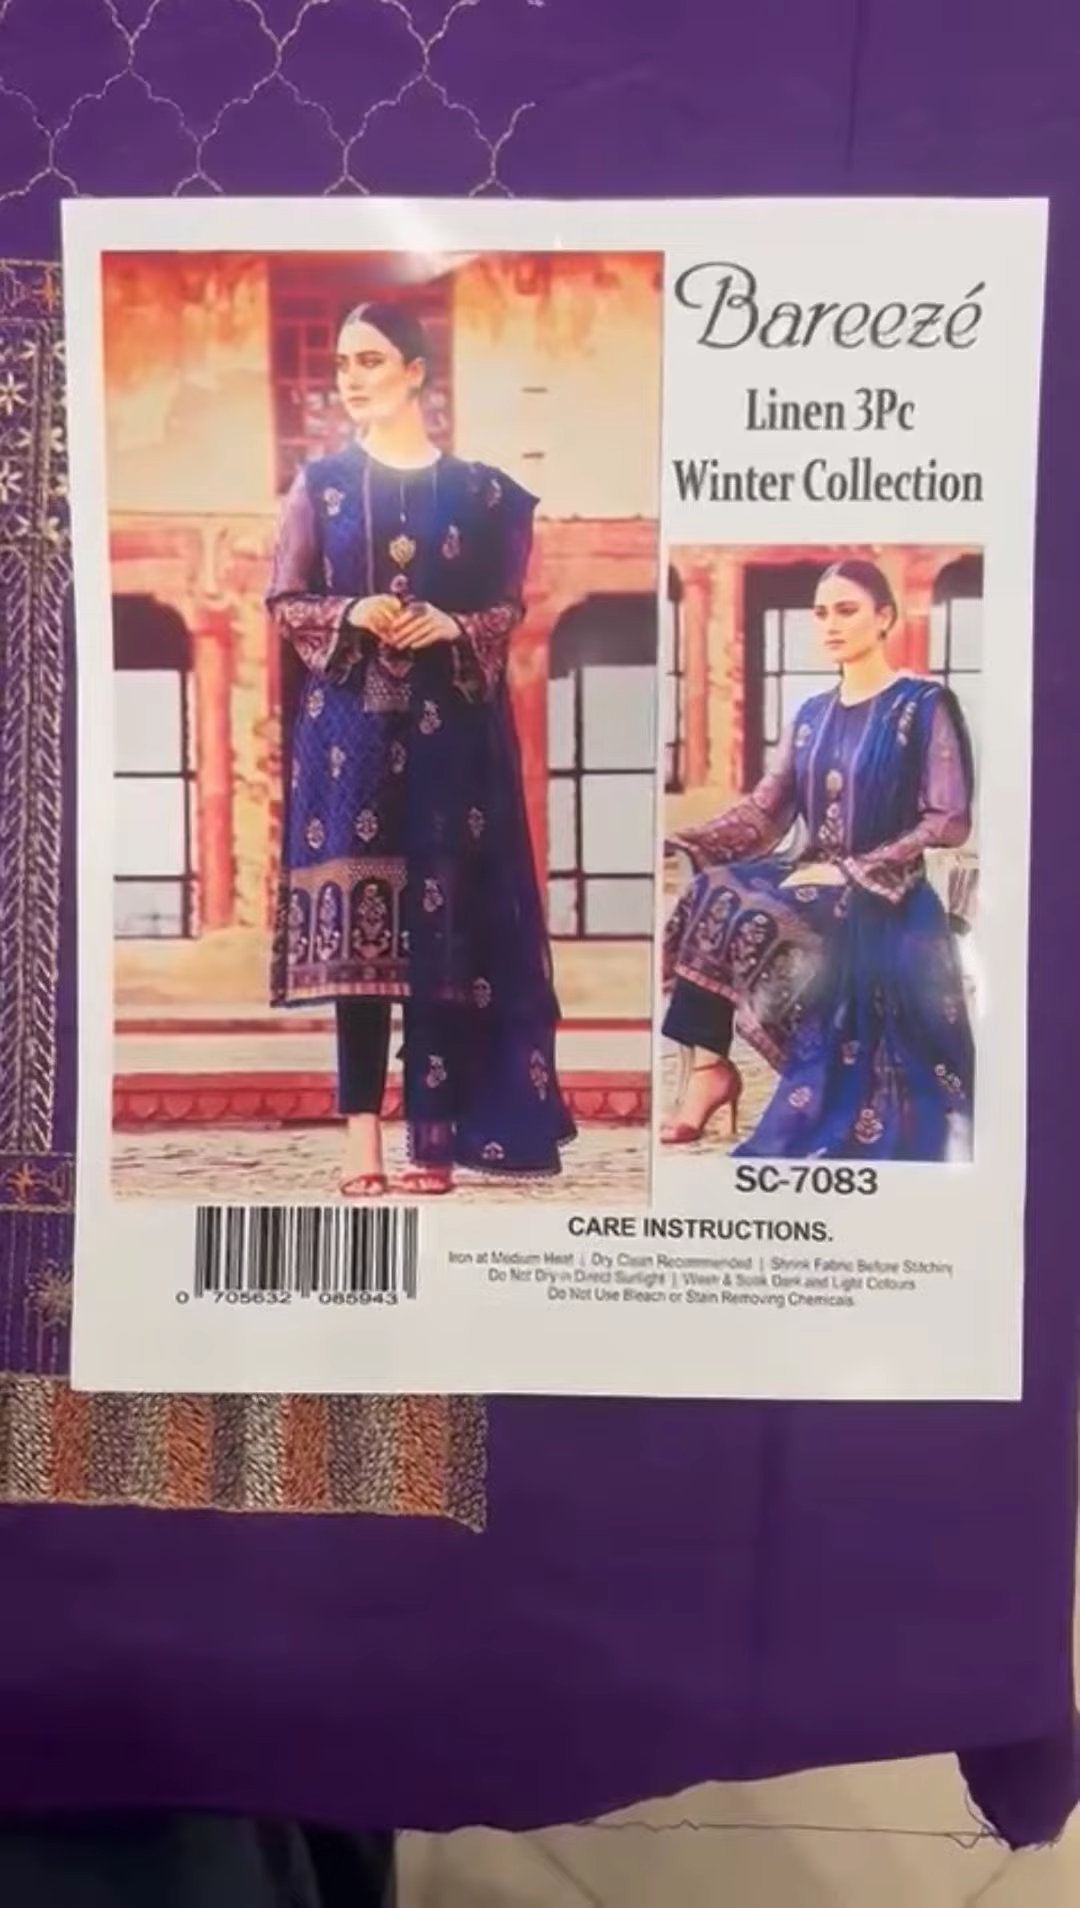 Bareezé
Linen 3Pc
Winter Collection
SC-7083
CARE INSTRUCTIONS.
Iron at Medium Heat | Dry Clean Recommended | Shrink Fabric Before Stitching
Do Not Dry in Direct Sunlight | Wash & Soak Dark and Light Colours
Do Not Use Bleach or Stain Removing Chemicals.
0 705632 085943